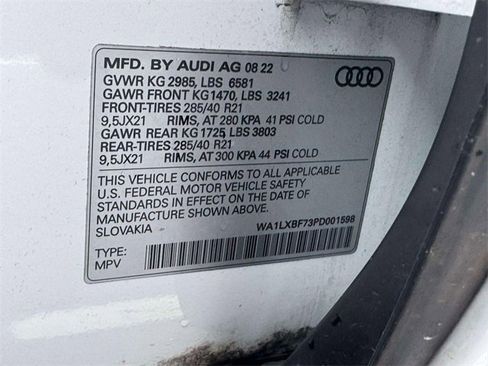 MFD. BY AUDI AG 08 22
GVWR KG 2985, LBS 6581
GAWR FRONT KG1470, LBS 3241
FRONT-TIRES 285/40 R21
9,5JX21 RIMS, AT 280 KPA 41 PSI COLD
GAWR REAR KG1725, LBS 3803
REAR-TIRES 285/40 R21
9,5JX21 RIMS, AT 300 KPA 44 PSI COLD
THIS VEHICLE CONFORMS TO ALL APPLICABLE
U.S. FEDERAL MOTOR VEHICLE SAFETY
STANDARDS IN EFFECT ON THE DATE OF
MANUFACTURE SHOWN ABOVE.
SLOVAKIA
WA1LXBF73PD001598
TYPE:
MPV